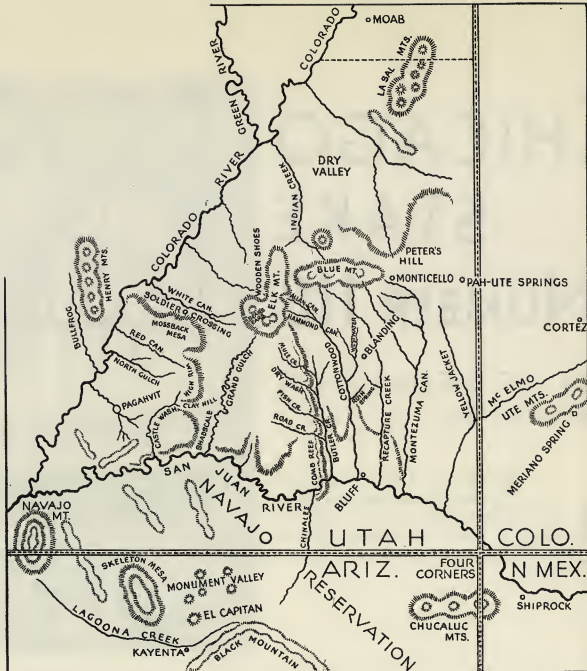 MOAB
COLORADO
GREEN RIVER
LA SAL MTS.
DRY VALLEY
COLORADO RIVER
INDIAN CREEK
PETER'S HILL
HENRY MTS.
WOODEN SHOES
ELK MT.
BLUE MT.
MONTICELLO
PAH-UTE SPRINGS
BULLFROG
WHITE CAN.
SOLDIERS CROSSING
MOSSBACK MESA
HAMMOND CAN.
BLANDING
CORTEZ
RED CAN.
COTTONWOOD
NORTH GULCH
GRAND GULCH
DRY WASH
FISH CR.
ROAD CR.
PAGAHVIT
CLAY HILL
CASTLE WASH
SHADSCALE
COMB REEF
BUTLER CR.
RECAPTURE CREEK
MONTEZUMA CAN.
YELLOW JACKET
MC ELMO
UTE MTS.
MERIANO SPRING
SAN JUAN RIVER
BLUFF
CHINALEE
NAVAJO MT.
NAVAJO
UTAH
COLO.
ARIZ.
FOUR CORNERS
N MEX.
SKELETON MESA
MONUMENT VALLEY
EL CAPITAN
RESERVATION
CHUCALUC MTS.
SHIPROCK
LAGOONA CREEK
KAYENTA
BLACK MOUNTAIN